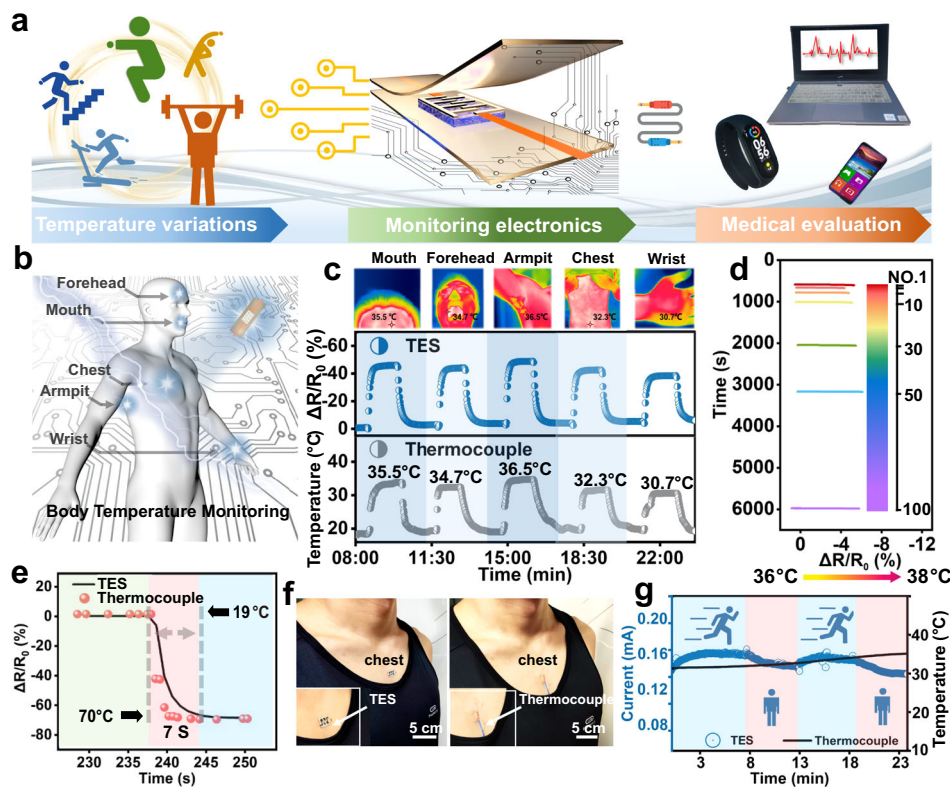 a
Temperature variations
Monitoring electronics
Medical evaluation
b
Forehead
Mouth
Chest
Armpit
Wrist
Body Temperature Monitoring
c
Mouth Forehead Armpit Chest Wrist
35.5 °C 34.7°C 36.5°C 32.3°C 30.7°C
ΔR/R₀ (%)
-60
-40
-20
0
TES
Temperature (°C)
40
30
20
Thermocouple
35.5°C 34.7°C 36.5°C 32.3°C 30.7°C
08:00 11:30 15:00 18:30 22:00
Time (min)
d
Time (s)
0
1000
2000
3000
4000
5000
6000
NO.1
10
30
50
100
0 -4 -8 -12
ΔR/R₀ (%)
36°C 38°C
e
ΔR/R₀ (%)
20
0
-20
-40
-60
-80
TES
Thermocouple
19 °C
70°C
7 S
230 235 240 245 250
Time (s)
f
chest
TES
5 cm
chest
Thermocouple
5 cm
g
Current (mA)
0.20
0.16
0.12
0.08
Temperature (°C)
40
30
20
10
TES Thermocouple
3 8 13 18 23
Time (min)